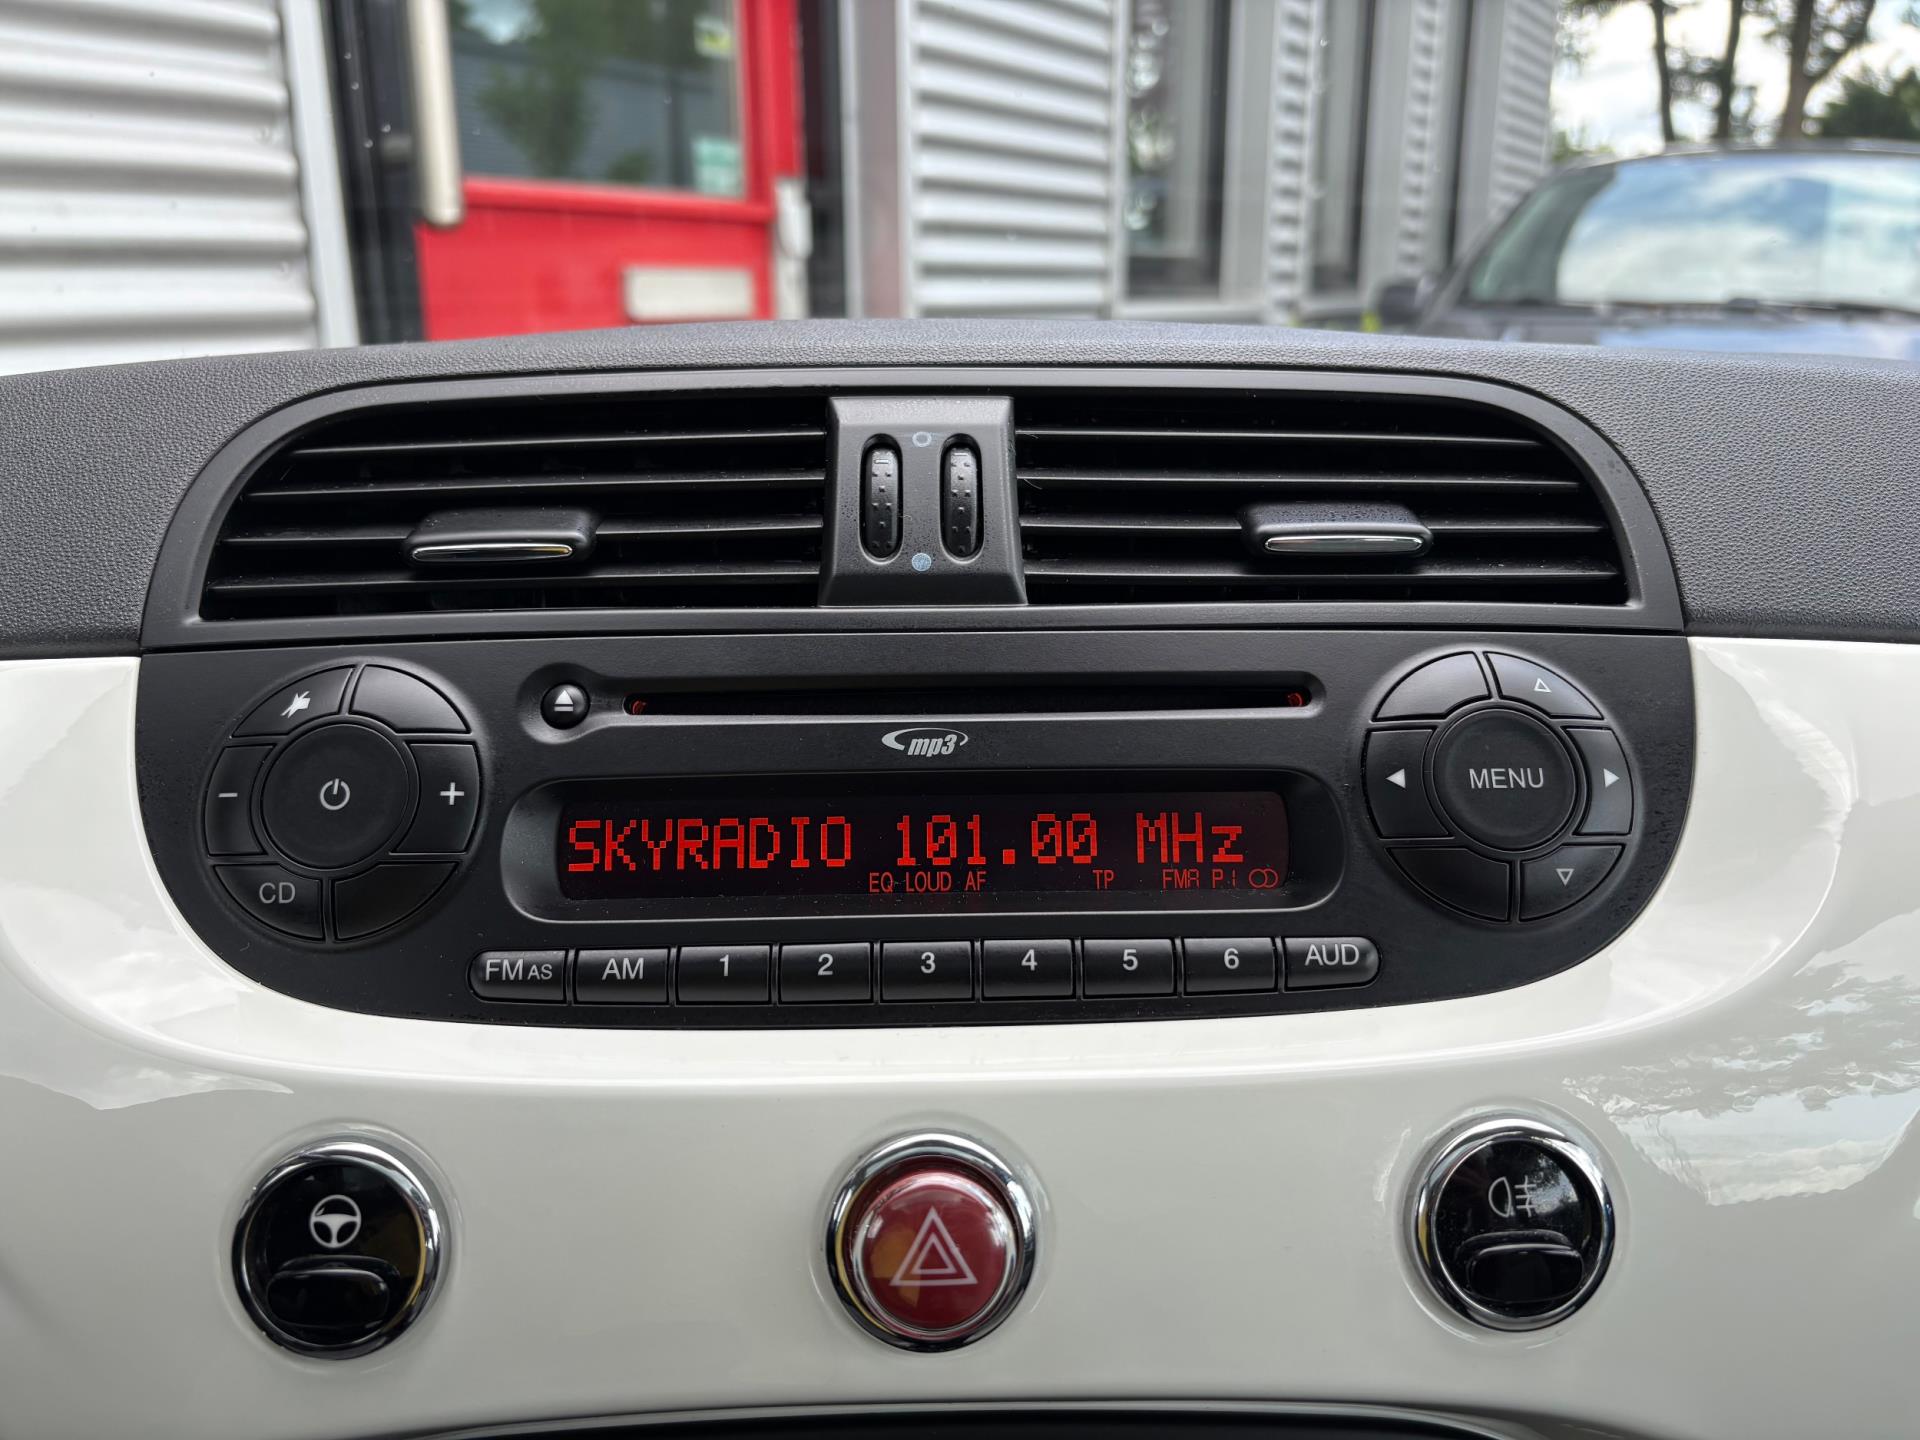 mp3
SKYRADIO 101.00 MHz
EQ LOUD AF TP FMA P1
− +
MENU
CD
FM AS AM 1 2 3 4 5 6 AUD